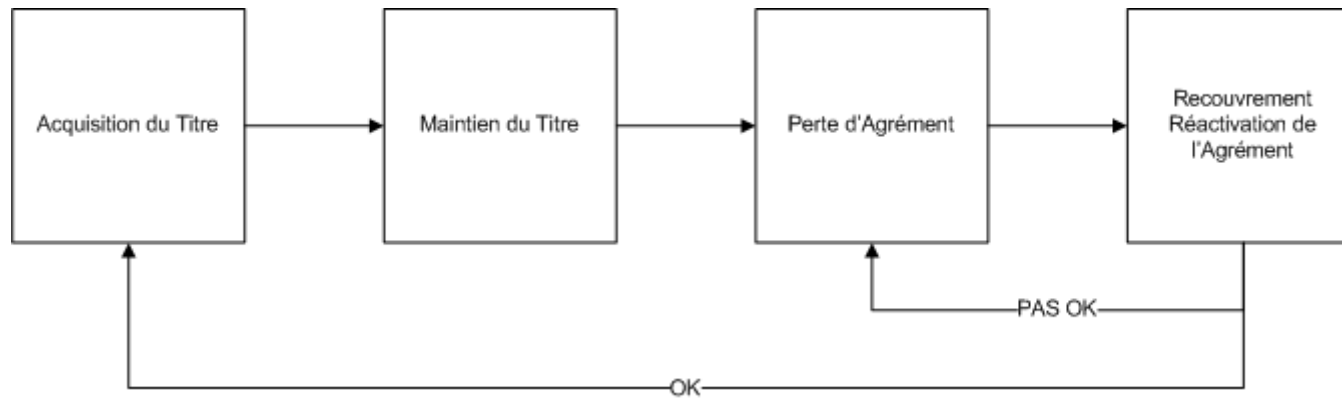 Acquisition du Titre
Maintien du Titre
Perte d'Agrément
Recouvrement
Réactivation de
l'Agrément
PAS OK
OK